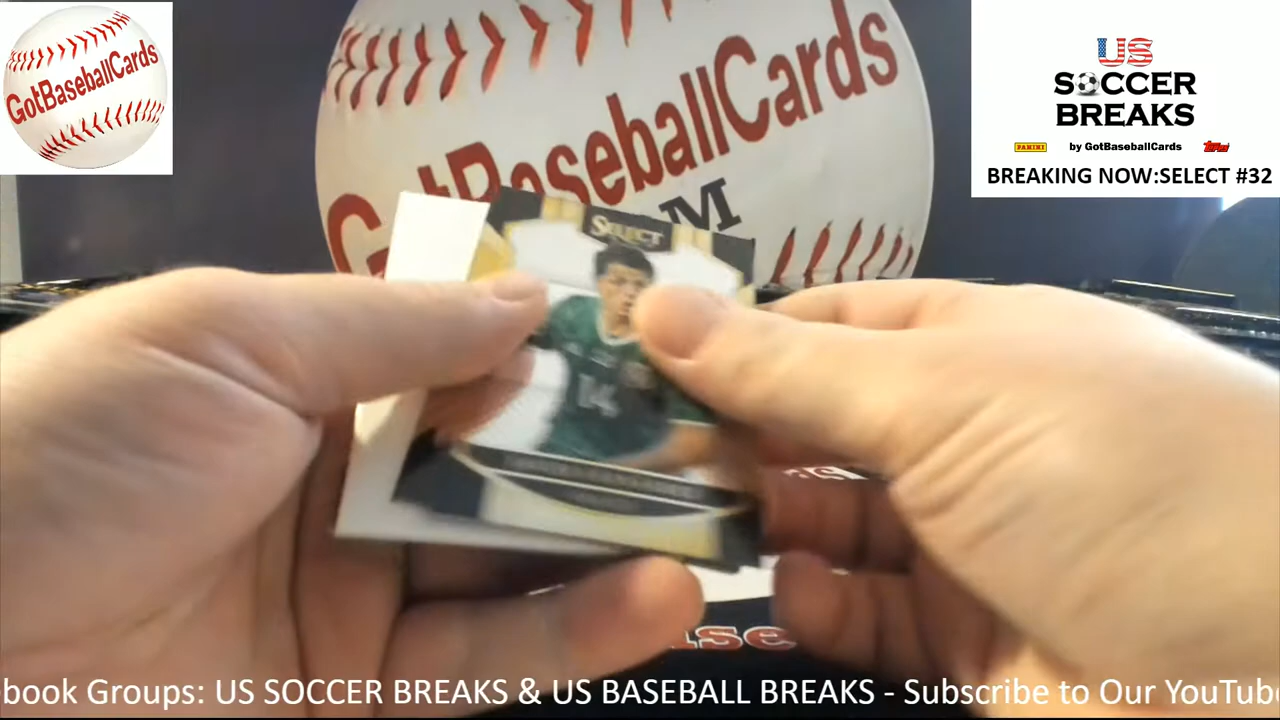 GotBaseballCards
GotBaseballCards
US
SOCCER
BREAKS
PANINI by GotBaseballCards Topps
BREAKING NOW:SELECT #32
SELECT
14
book Groups: US SOCCER BREAKS & US BASEBALL BREAKS - Subscribe to Our YouTube